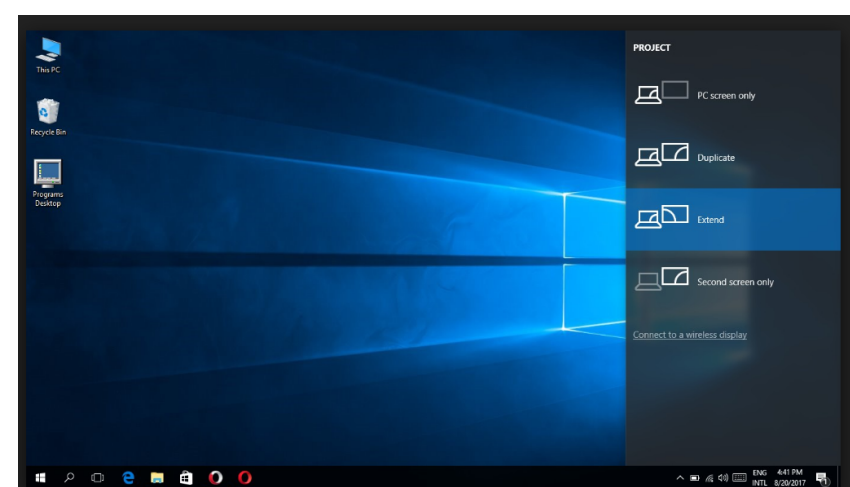 This PC
Recycle Bin
Programs
Desktop
PROJECT
PC screen only
Duplicate
Extend
Second screen only
Connect to a wireless display
ENG
INTL
4:41 PM
8/20/2017